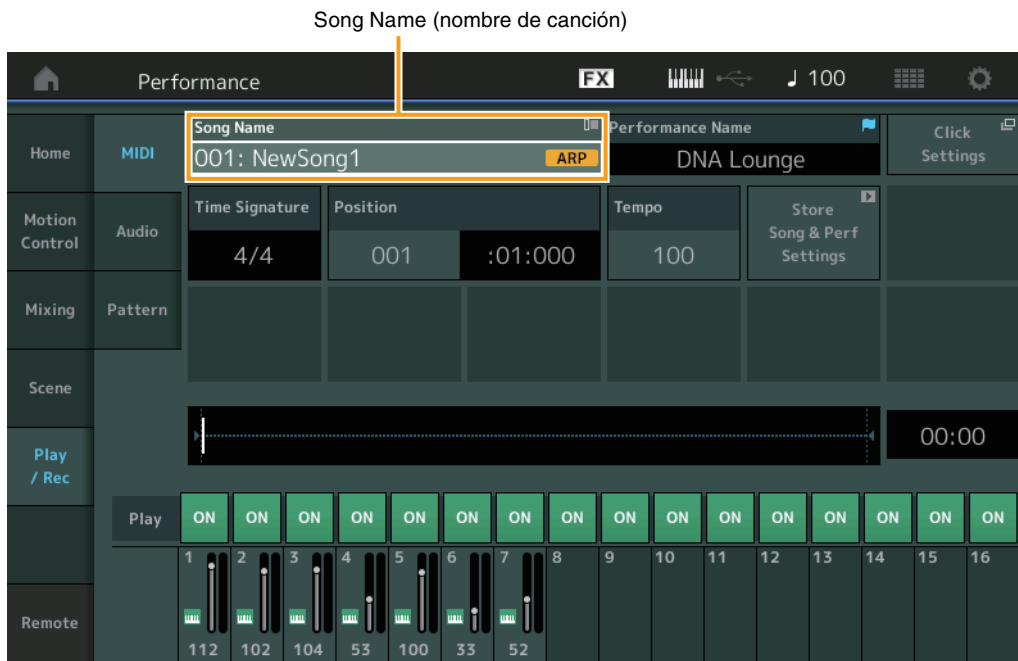 Song Name (nombre de canción)
Performance FX ♩ 100
Home
Motion
Control
Mixing
Scene
Play
/ Rec
Remote
MIDI
Audio
Pattern
Song Name
001: NewSong1 ARP
Performance Name
DNA Lounge
Click
Settings
Time Signature
4/4
Position
001 :01:000
Tempo
100
Store
Song & Perf
Settings
00:00
Play ON ON ON ON ON ON ON ON ON ON ON ON ON ON ON ON
1 2 3 4 5 6 7 8 9 10 11 12 13 14 15 16
112 102 104 53 100 33 52